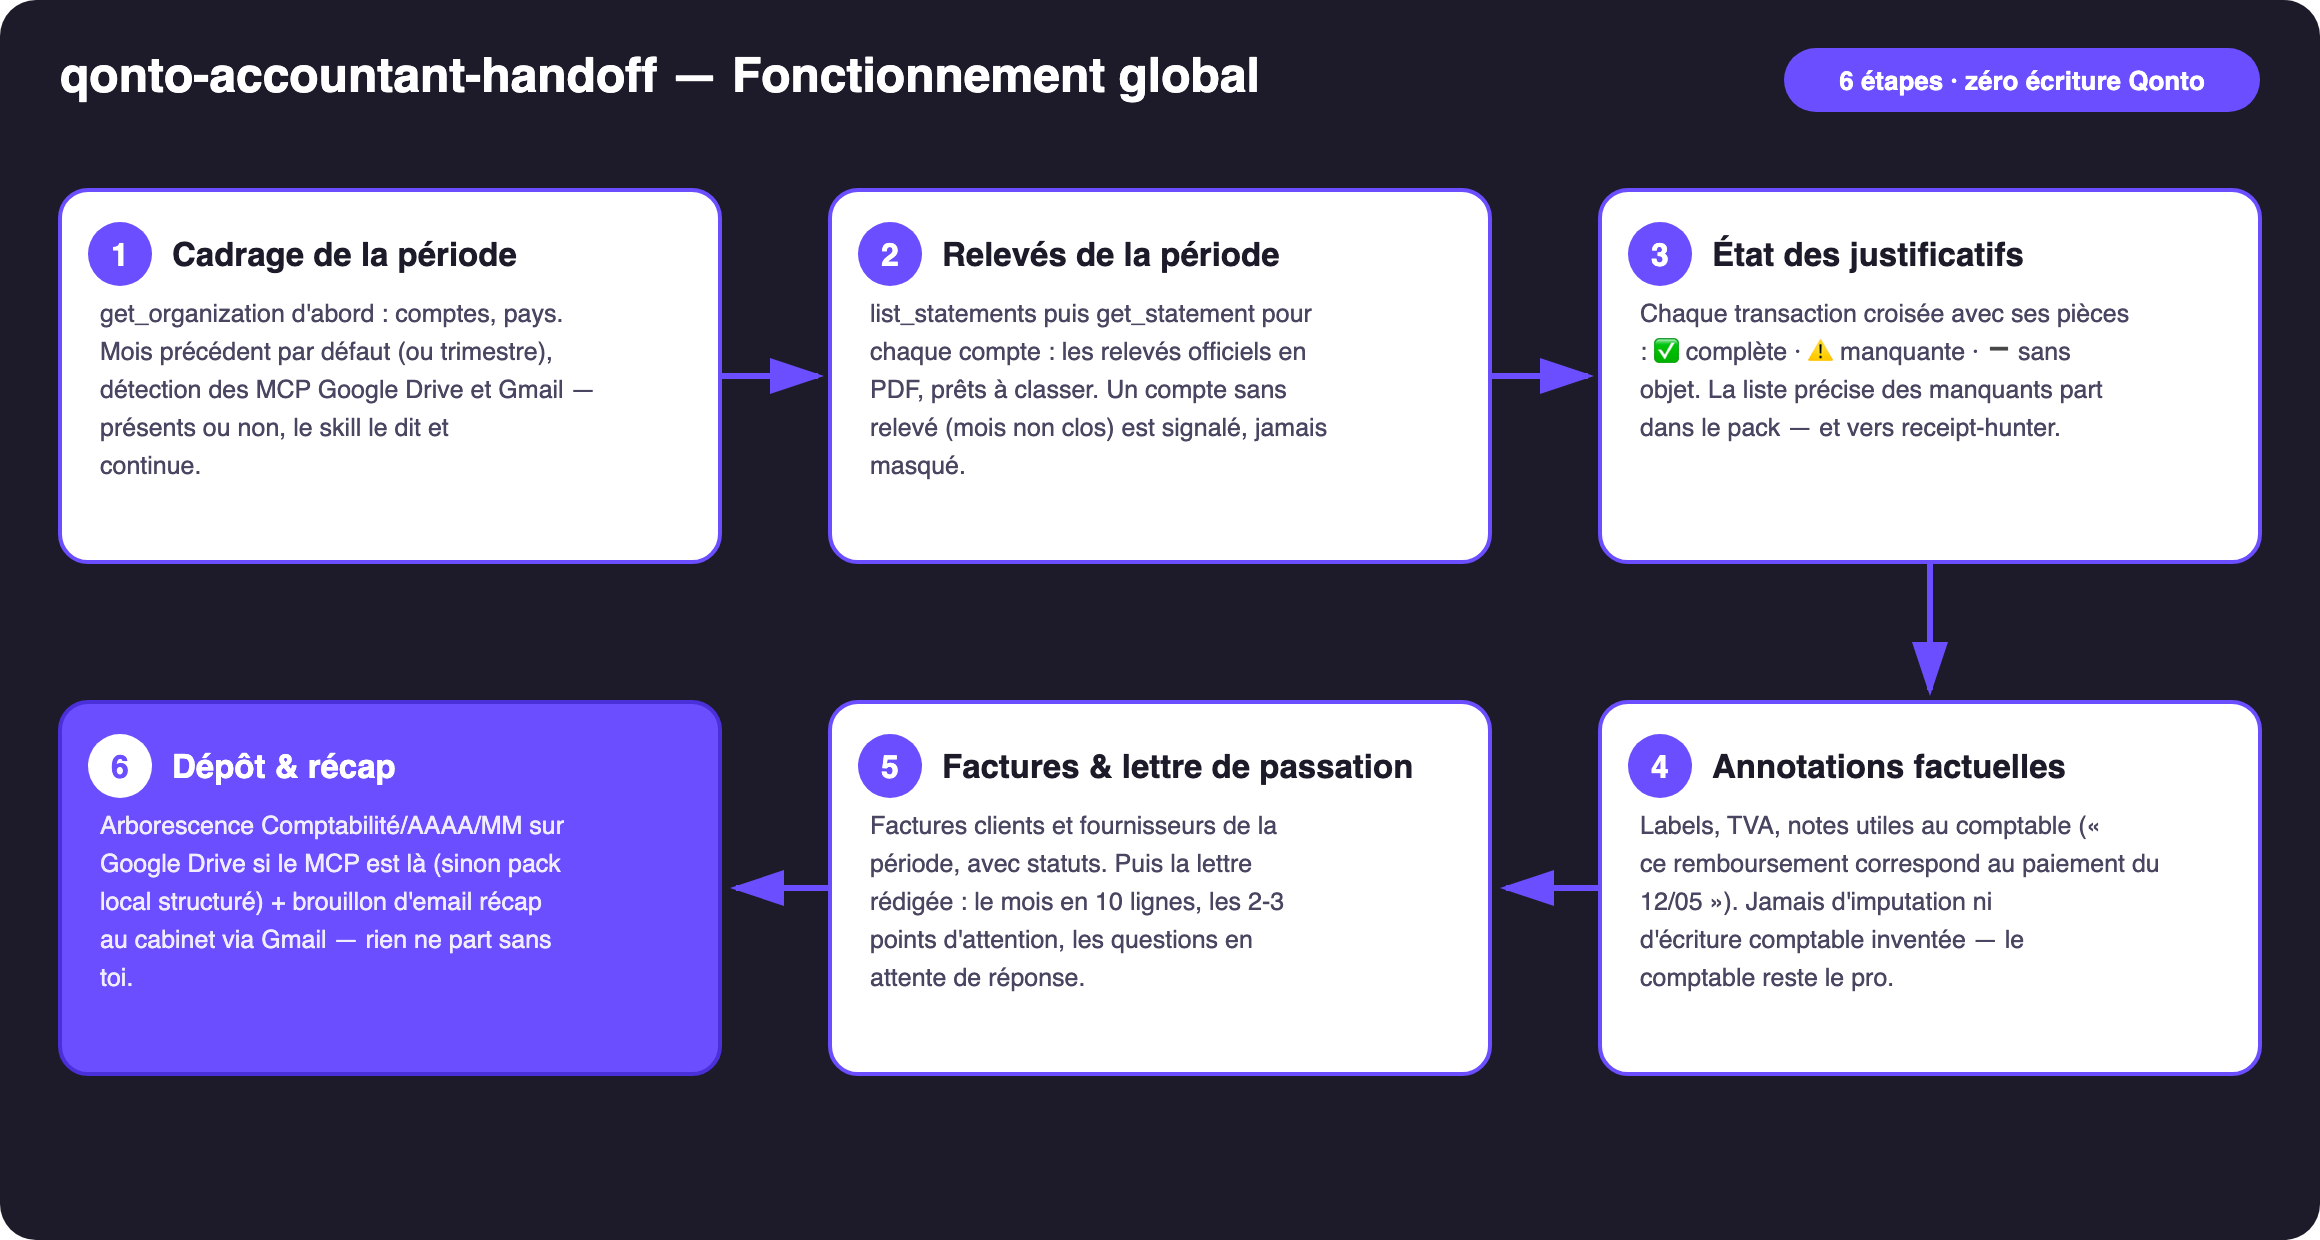 qonto-accountant-handoff — Fonctionnement global
6 étapes · zéro écriture Qonto
1
Cadrage de la période
get_organization d'abord : comptes, pays.
Mois précédent par défaut (ou trimestre),
détection des MCP Google Drive et Gmail —
présents ou non, le skill le dit et
continue.
2
Relevés de la période
list_statements puis get_statement pour
chaque compte : les relevés officiels en
PDF, prêts à classer. Un compte sans
relevé (mois non clos) est signalé, jamais
masqué.
3
État des justificatifs
Chaque transaction croisée avec ses pièces
: ✅ complète · ⚠️ manquante · ➖ sans
objet. La liste précise des manquants part
dans le pack — et vers receipt-hunter.
4
Annotations factuelles
Labels, TVA, notes utiles au comptable («
ce remboursement correspond au paiement du
12/05 »). Jamais d'imputation ni
d'écriture comptable inventée — le
comptable reste le pro.
5
Factures & lettre de passation
Factures clients et fournisseurs de la
période, avec statuts. Puis la lettre
rédigée : le mois en 10 lignes, les 2-3
points d'attention, les questions en
attente de réponse.
6
Dépôt & récap
Arborescence Comptabilité/AAAA/MM sur
Google Drive si le MCP est là (sinon pack
local structuré) + brouillon d'email récap
au cabinet via Gmail — rien ne part sans
toi.